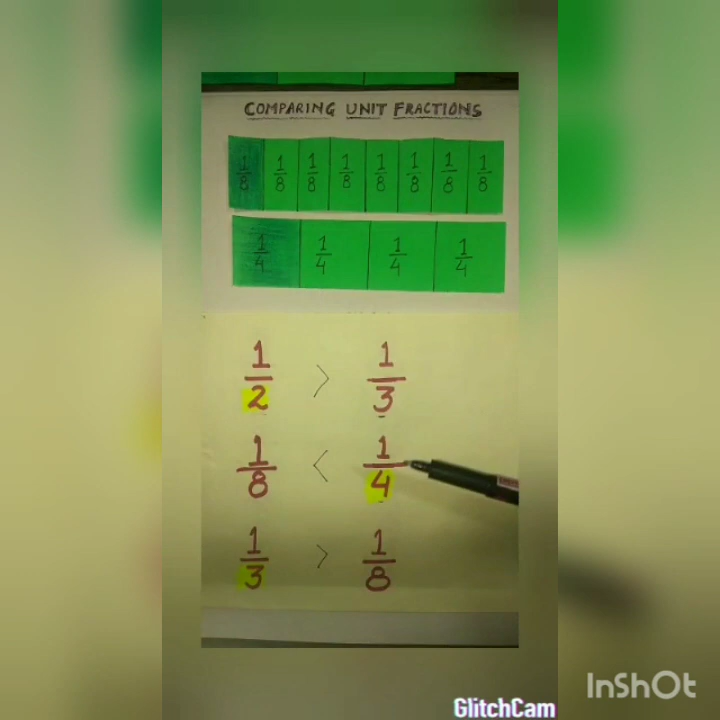 COMPARING UNIT FRACTIONS
1/8 1/8 1/8 1/8 1/8 1/8 1/8 1/8
1/4 1/4 1/4 1/4
1/2 > 1/3
1/8 < 1/4
1/3 > 1/8
InShOt
GlitchCam